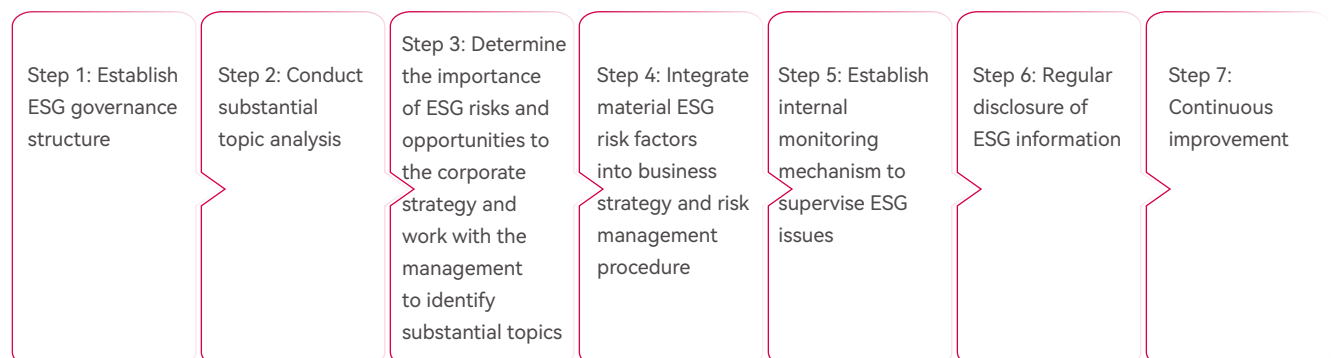 Step 1: Establish
ESG governance
structure
Step 2: Conduct
substantial
topic analysis
Step 3: Determine
the importance
of ESG risks and
opportunities to
the corporate
strategy and
work with the
management
to identify
substantial topics
Step 4: Integrate
material ESG
risk factors
into business
strategy and risk
management
procedure
Step 5: Establish
internal
monitoring
mechanism to
supervise ESG
issues
Step 6: Regular
disclosure of
ESG information
Step 7:
Continuous
improvement